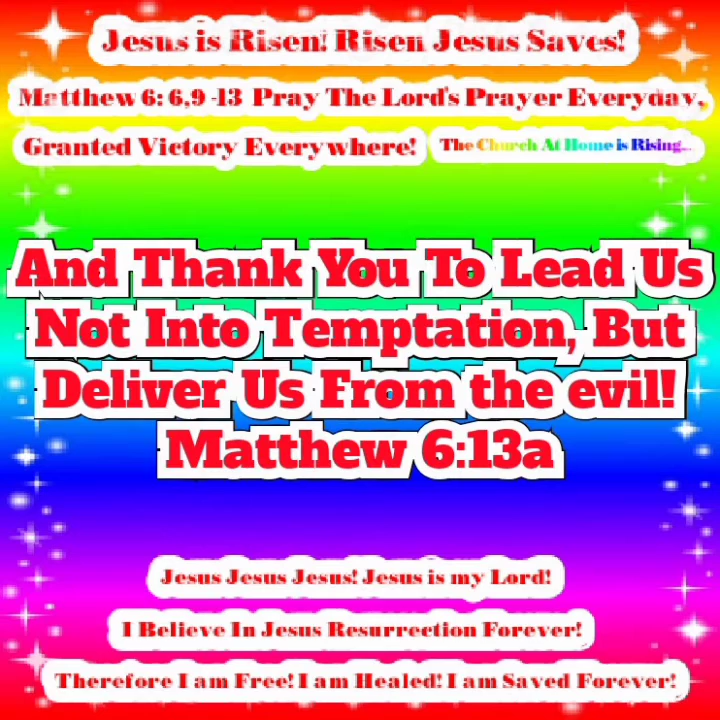 Jesus is Risen! Risen Jesus Saves!
Matthew 6: 6,9 -13 Pray The Lord's Prayer Everyday,
Granted Victory Everywhere! The Church At Home is Rising...
And Thank You To Lead Us
Not Into Temptation, But
Deliver Us From the evil!
Matthew 6:13a
Jesus Jesus Jesus! Jesus is my Lord!
I Believe In Jesus Resurrection Forever!
Therefore I am Free! I am Healed! I am Saved Forever!